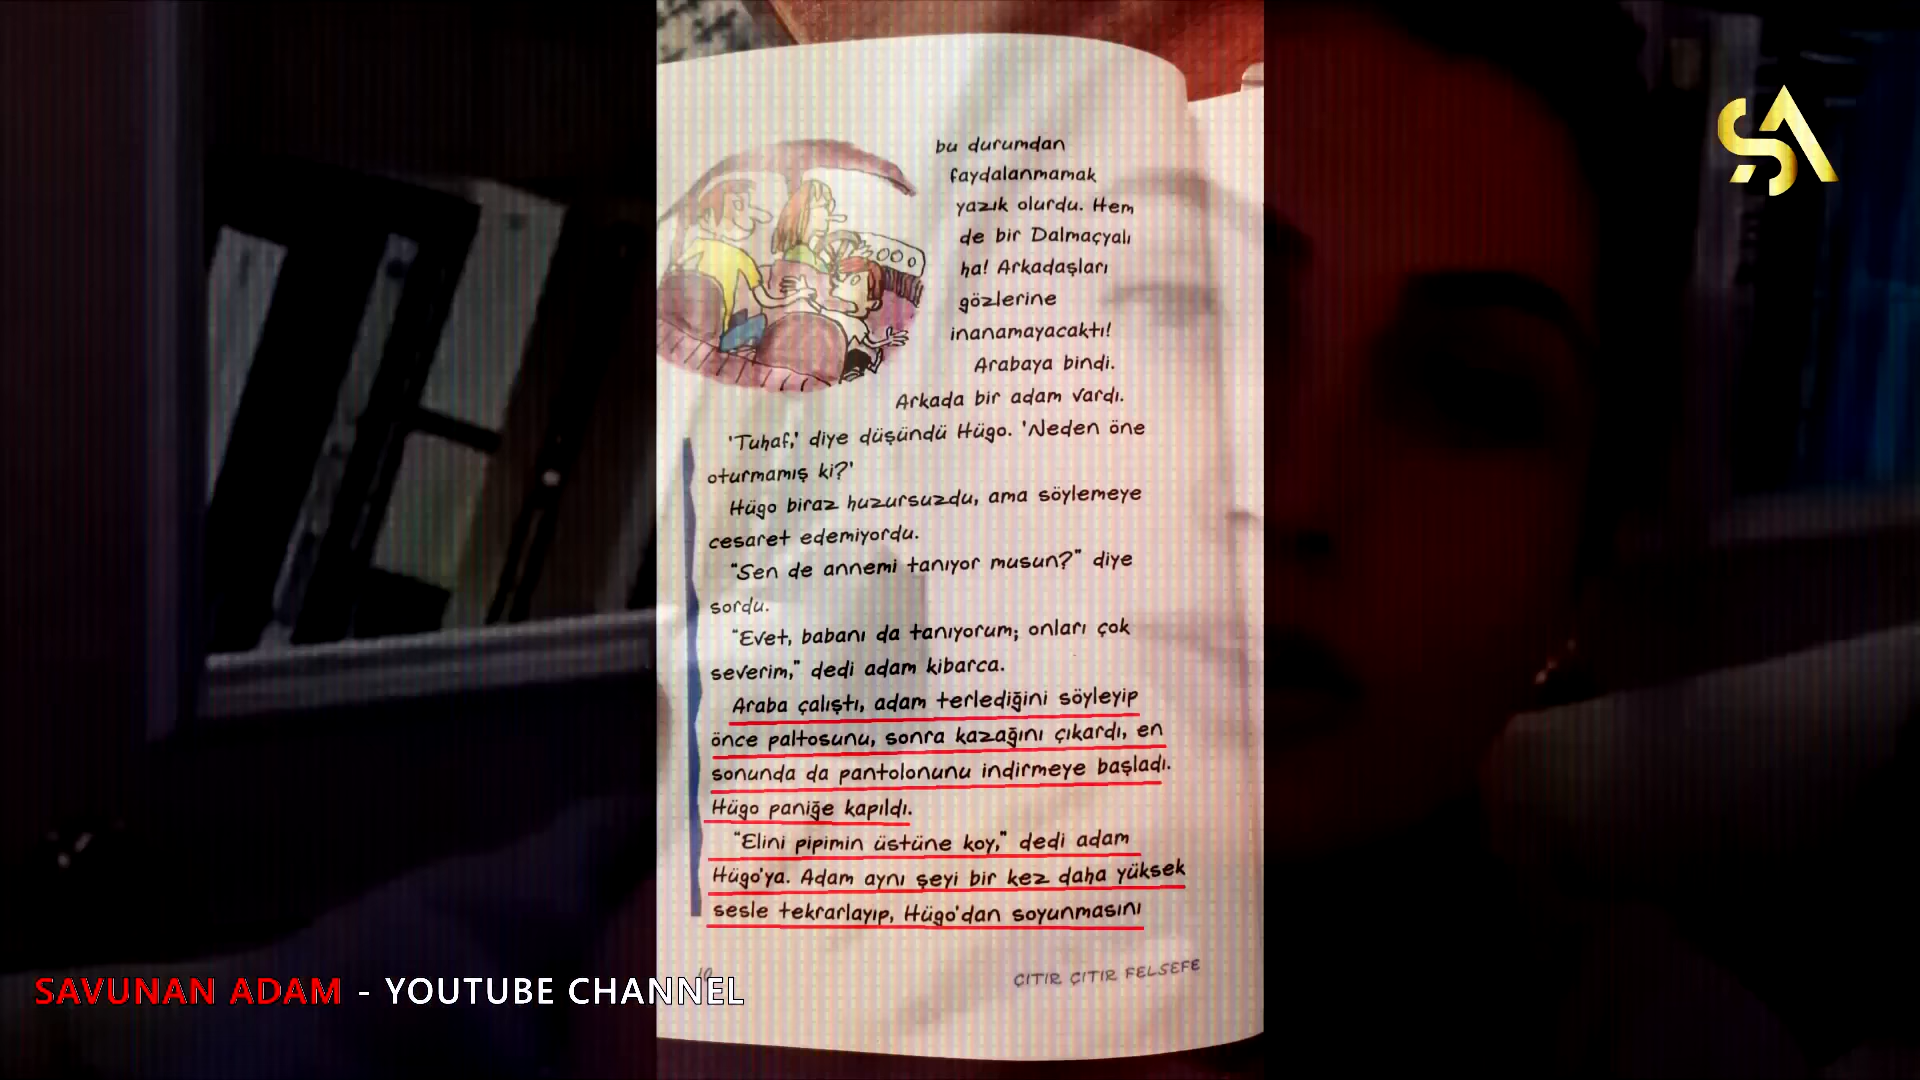 SA
bu durumdan
faydalanmamak
yazık olurdu. Hem
de bir Dalmaçyalı
ha! Arkadaşları
gözlerine
inanamayacaktı!
Arabaya bindi.
Arkada bir adam vardı.
'Tuhaf,' diye düşündü Hügo. 'Neden öne
oturmamış ki?'
Hügo biraz huzursuzdu, ama söylemeye
cesaret edemiyordu.
"Sen de annemi tanıyor musun?" diye
sordu.
"Evet, babanı da tanıyorum; onları çok
severim," dedi adam kibarca.
Araba çalıştı, adam terlediğini söyleyip
önce paltosunu, sonra kazağını çıkardı, en
sonunda da pantolonunu indirmeye başladı.
Hügo paniğe kapıldı.
"Elini pipimin üstüne koy," dedi adam
Hügo'ya. Adam aynı şeyi bir kez daha yüksek
sesle tekrarlayıp, Hügo'dan soyunmasını
ÇITIR ÇITIR FELSEFE
SAVUNAN ADAM - YOUTUBE CHANNEL